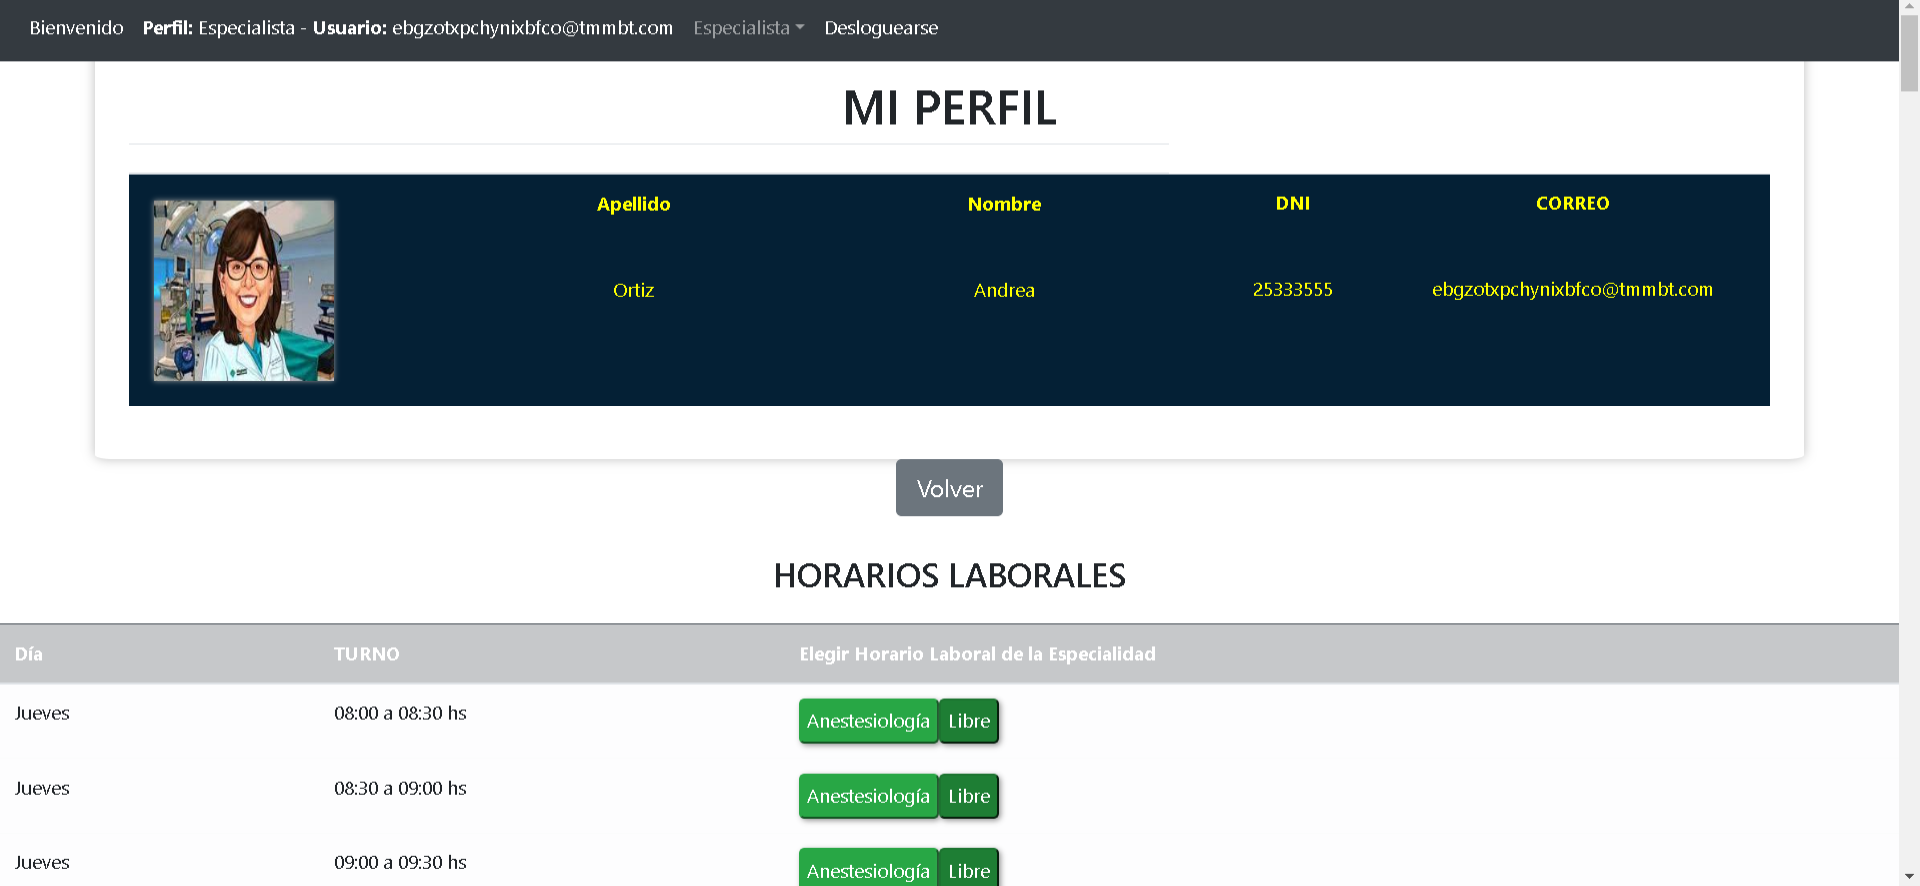 Bienvenido Perfil: Especialista - Usuario: ebgzotxpchynixbfco@tmmbt.com Especialista Desloguearse
MI PERFIL
Apellido Nombre DNI CORREO
Ortiz Andrea 25333555 ebgzotxpchynixbfco@tmmbt.com
Volver
HORARIOS LABORALES
Día TURNO Elegir Horario Laboral de la Especialidad
Jueves 08:00 a 08:30 hs Anestesiología Libre
Jueves 08:30 a 09:00 hs Anestesiología Libre
Jueves 09:00 a 09:30 hs Anestesiología Libre